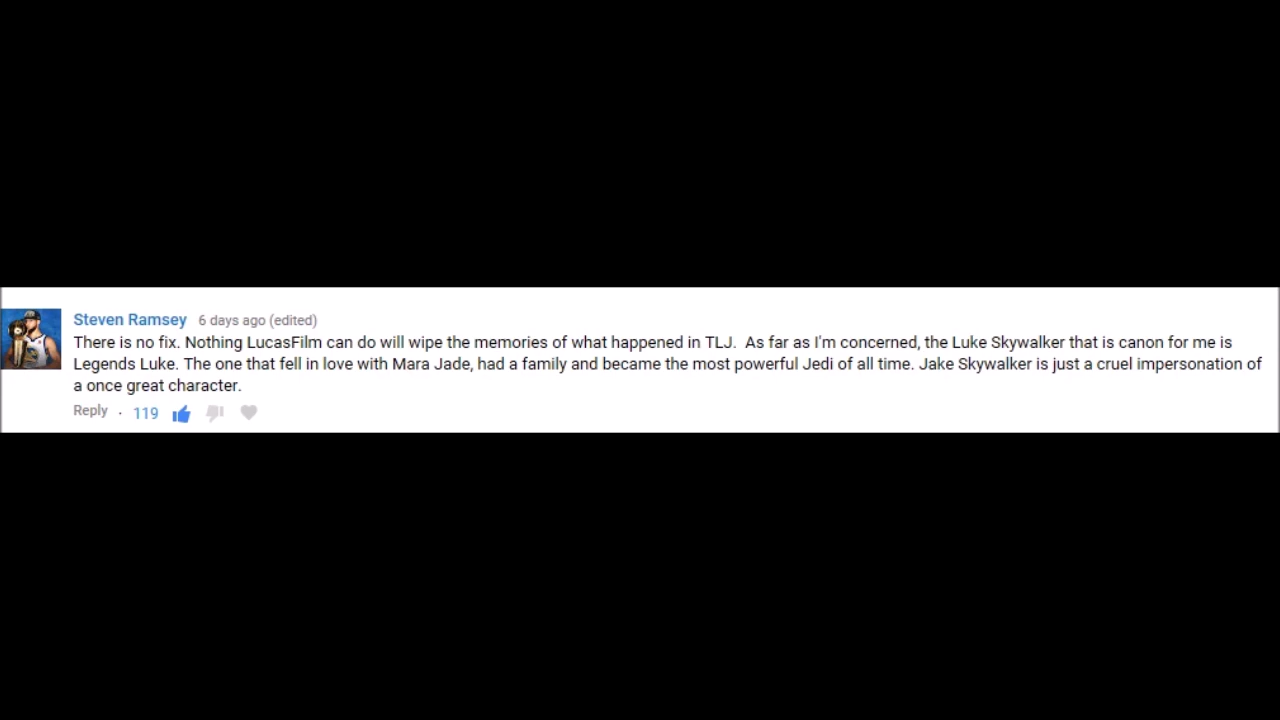 Steven Ramsey 6 days ago (edited)
There is no fix. Nothing LucasFilm can do will wipe the memories of what happened in TLJ.  As far as I'm concerned, the Luke Skywalker that is canon for me is
Legends Luke. The one that fell in love with Mara Jade, had a family and became the most powerful Jedi of all time. Jake Skywalker is just a cruel impersonation of
a once great character.
Reply · 119